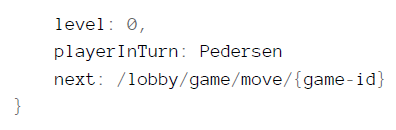 level: 0,
playerInTurn: Pedersen
next: /lobby/game/move/{game-id}
}